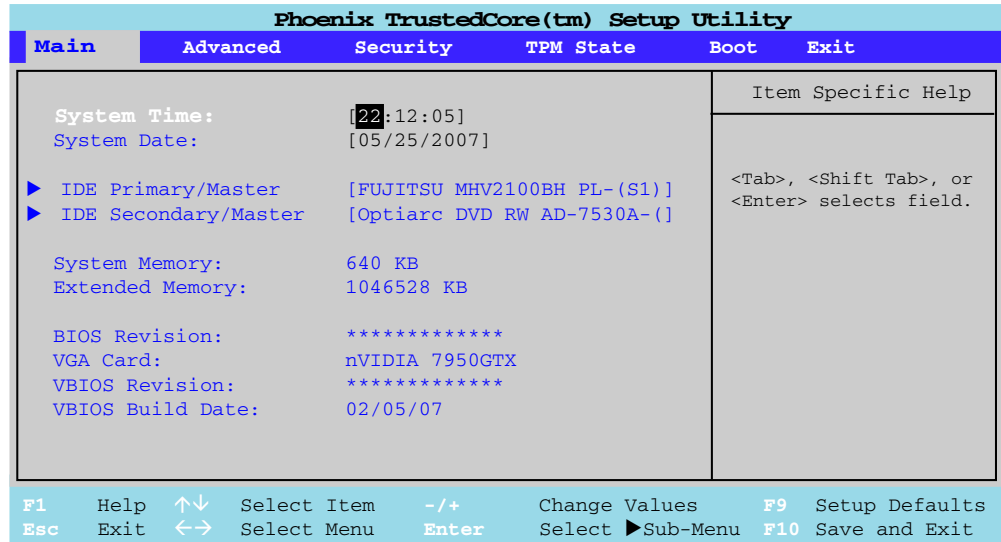 Phoenix TrustedCore(tm) Setup Utility
Main Advanced Security TPM State Boot Exit
Item Specific Help
System Time: [22:12:05]
System Date: [05/25/2007]
<Tab>, <Shift Tab>, or
<Enter> selects field.
▶ IDE Primary/Master [FUJITSU MHV2100BH PL-(S1)]
▶ IDE Secondary/Master [Optiarc DVD RW AD-7530A-(]
System Memory: 640 KB
Extended Memory: 1046528 KB
BIOS Revision: *************
VGA Card: nVIDIA 7950GTX
VBIOS Revision: *************
VBIOS Build Date: 02/05/07
F1 Help ↑↓ Select Item -/+ Change Values F9 Setup Defaults
Esc Exit ←→ Select Menu Enter Select ▶Sub-Menu F10 Save and Exit